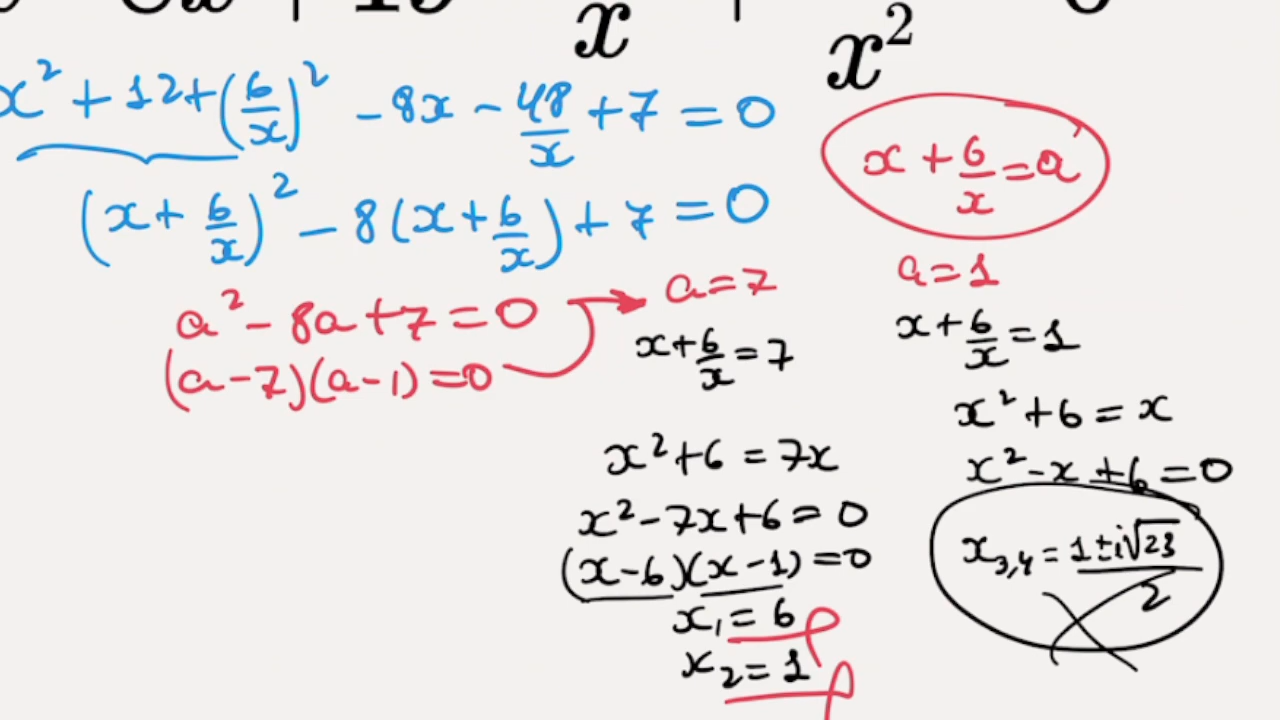 x² + 12 + (6/x)² - 8x - 48/x + 7 = 0
(x + 6/x)² - 8(x + 6/x) + 7 = 0
a² - 8a + 7 = 0
(a - 7)(a - 1) = 0
x + 6/x = a
a = 7
x + 6/x = 7
x² + 6 = 7x
x² - 7x + 6 = 0
(x - 6)(x - 1) = 0
x₁ = 6
x₂ = 1
a = 1
x + 6/x = 1
x² + 6 = x
x² - x + 6 = 0
x₃,₄ = (1 ± i√23)/2